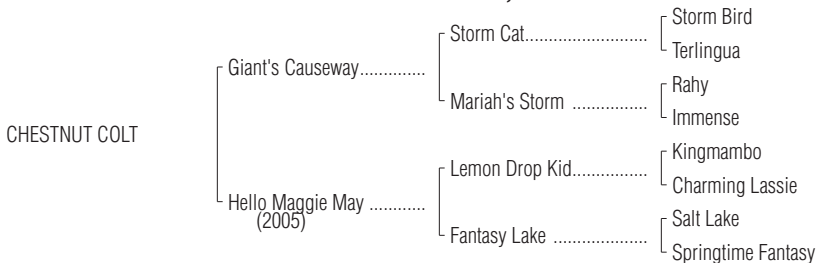 Storm Bird
Storm Cat........................
Terlingua
Giant's Causeway..............
Rahy
Mariah's Storm ...............
Immense
CHESTNUT COLT
Kingmambo
Lemon Drop Kid...............
Charming Lassie
Hello Maggie May ............
(2005)
Salt Lake
Fantasy Lake ...................
Springtime Fantasy